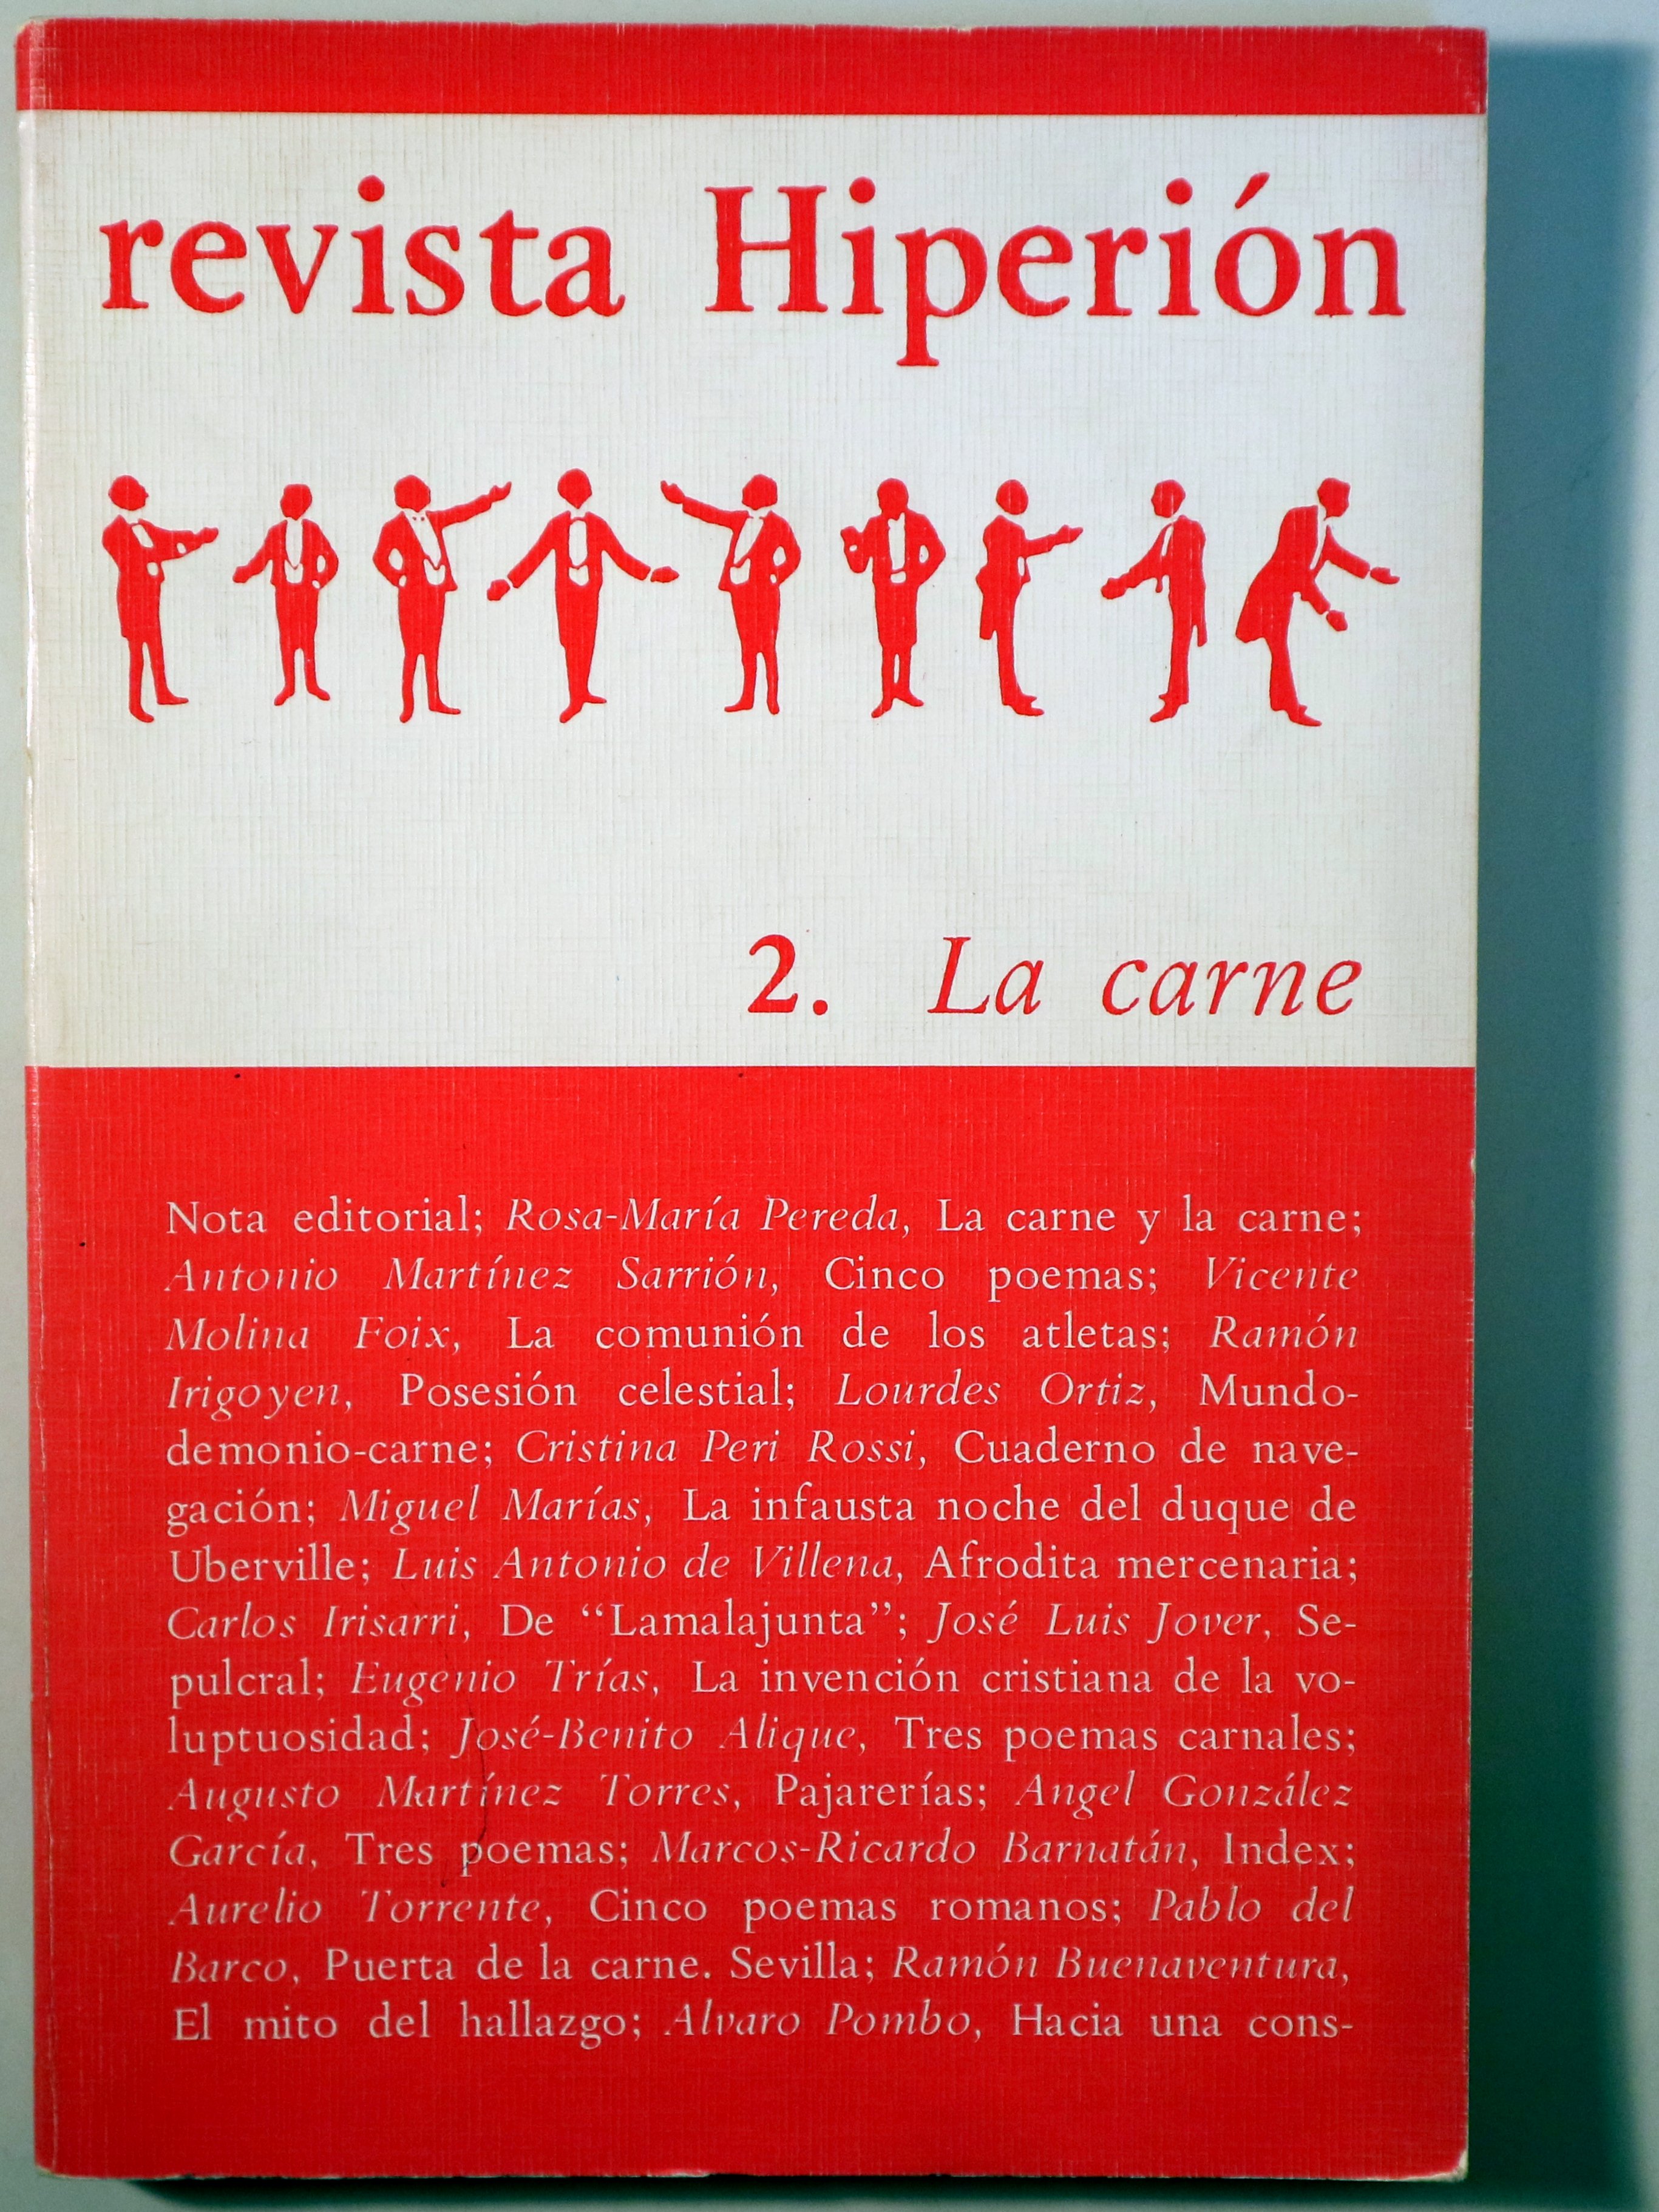 revista Hiperión
2. La carne
Nota editorial; Rosa-María Pereda, La carne y la carne;
Antonio Martínez Sarrión, Cinco poemas; Vicente
Molina Foix, La comunión de los atletas; Ramón
Irigoyen, Posesión celestial; Lourdes Ortiz, Mundo-
demonio-carne; Cristina Peri Rossi, Cuaderno de nave-
gación; Miguel Marías, La infausta noche del duque de
Uberville; Luis Antonio de Villena, Afrodita mercenaria;
Carlos Irisarri, De “Lamalajunta”; José Luis Jover, Se-
pulcral; Eugenio Trías, La invención cristiana de la vo-
luptuosidad; José-Benito Alique, Tres poemas carnales;
Augusto Martínez Torres, Pajarerías; Angel González
García, Tres poemas; Marcos-Ricardo Barnatán, Index;
Aurelio Torrente, Cinco poemas romanos; Pablo del
Barco, Puerta de la carne. Sevilla; Ramón Buenaventura,
El mito del hallazgo; Alvaro Pombo, Hacia una cons-